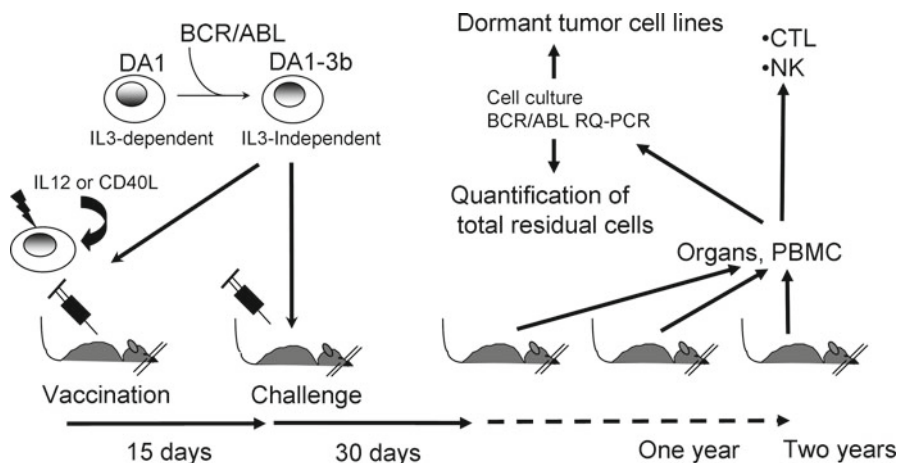 BCR/ABL
DA1
DA1-3b
IL3-dependent
IL3-Independent
IL12 or CD40L
Vaccination
Challenge
15 days
30 days
Dormant tumor cell lines
Cell culture
BCR/ABL RQ-PCR
Quantification of
total residual cells
•CTL
•NK
Organs, PBMC
One year
Two years